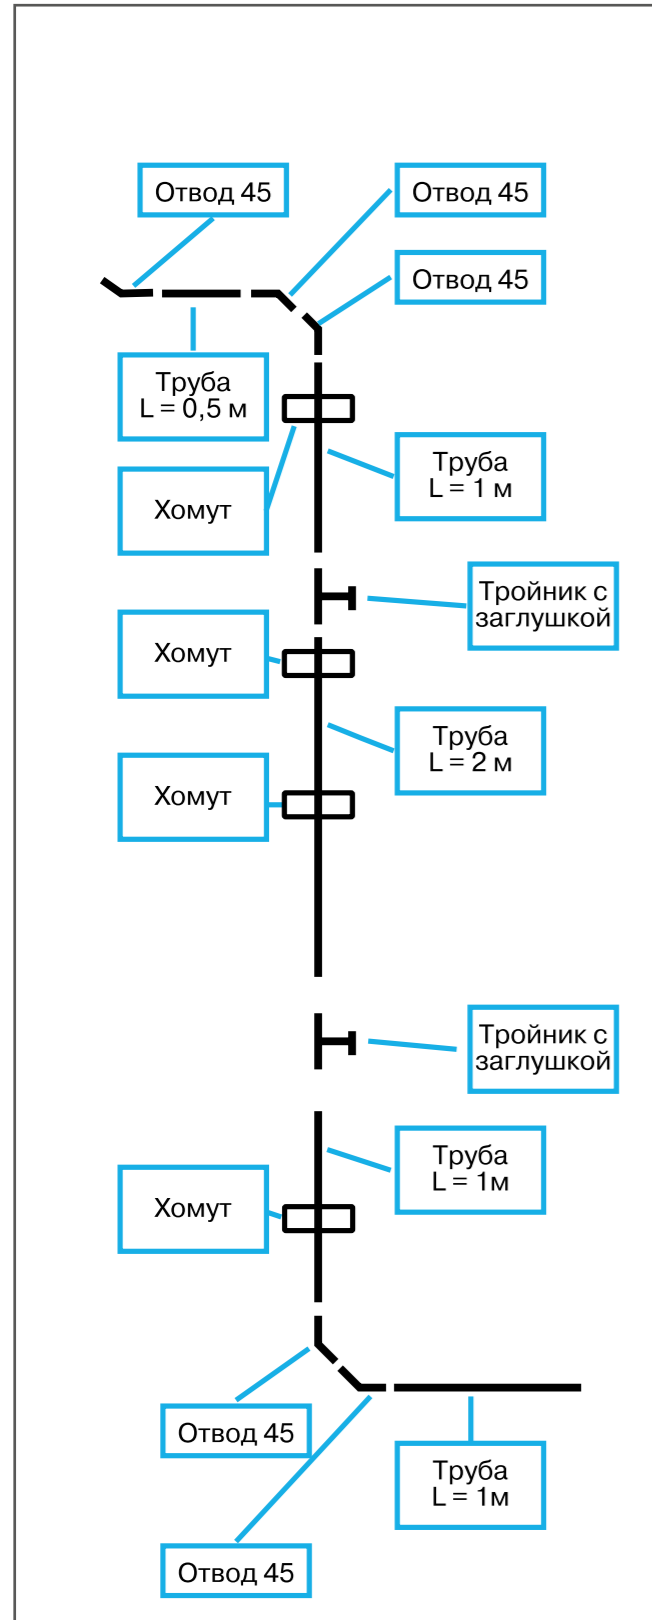 Отвод 45
Отвод 45
Отвод 45
Труба
L = 0,5 м
Труба
L = 1 м
Хомут
Тройник с
заглушкой
Хомут
Труба
L = 2 м
Хомут
Тройник с
заглушкой
Труба
L = 1м
Хомут
Отвод 45
Труба
L = 1м
Отвод 45